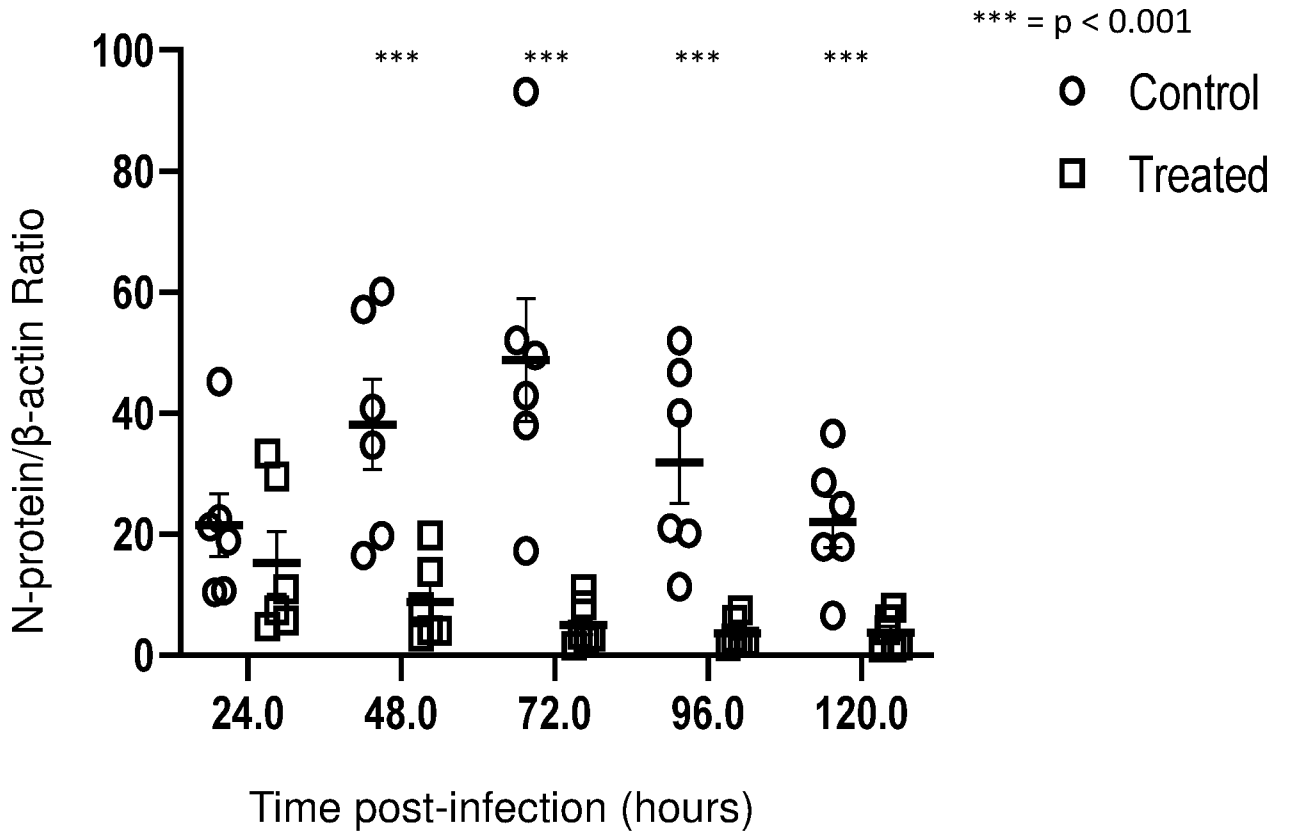 *** = p < 0.001
Control
Treated
*** *** *** ***
N-protein/β-actin Ratio
100
80
60
40
20
0
24.0 48.0 72.0 96.0 120.0
Time post-infection (hours)